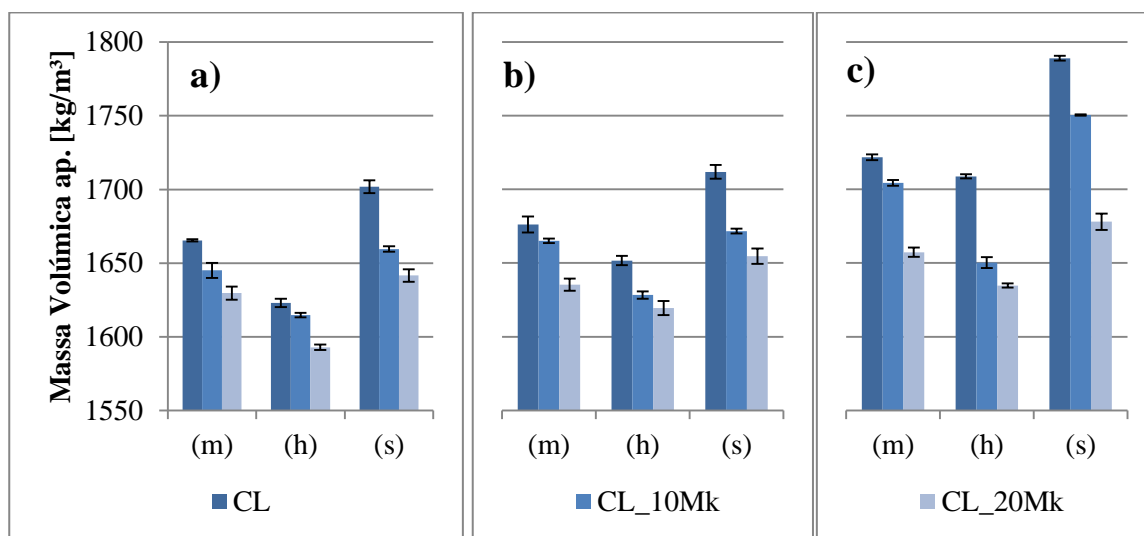 Massa Volúmica ap. [kg/m³]
1800
1750
1700
1650
1600
1550
a)
b)
c)
(m) (h) (s)
(m) (h) (s)
(m) (h) (s)
CL
CL_10Mk
CL_20Mk